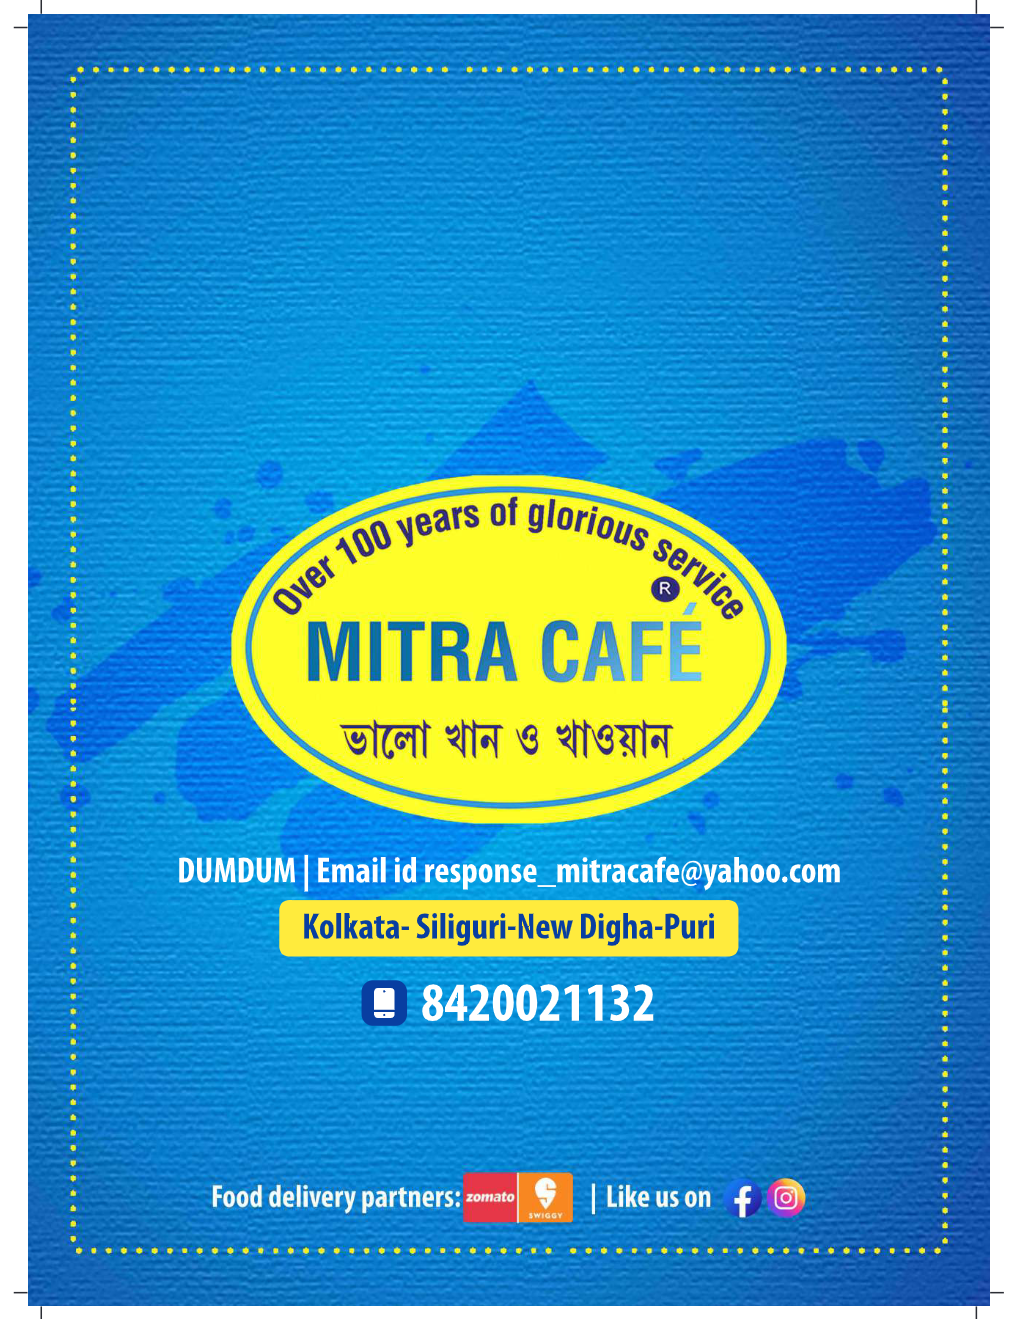 Over 100 years of glorious service
®
MITRA CAFÉ
ভালো খান ও খাওয়ান
DUMDUM | Email id response_mitracafe@yahoo.com
Kolkata- Siliguri-New Digha-Puri
8420021132
Food delivery partners: zomato SWIGGY | Like us on